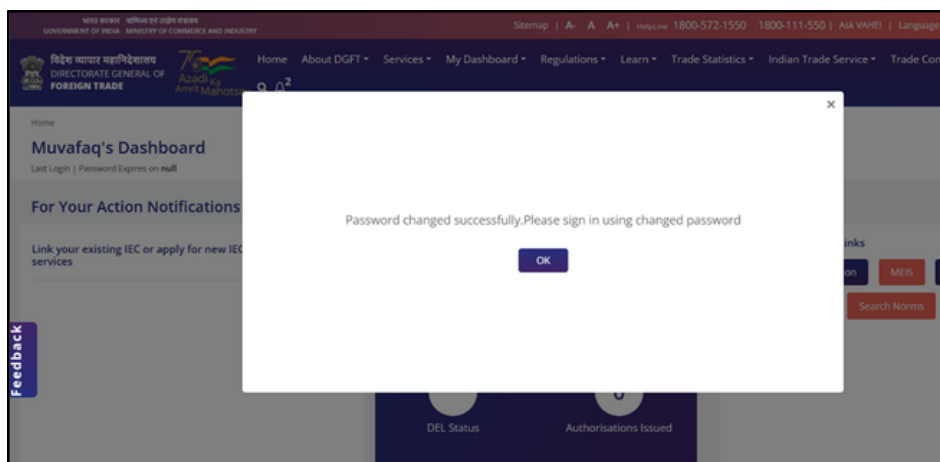 भारत सरकार वाणिज्य एवं उद्योग मंत्रालय
GOVERNMENT OF INDIA MINISTRY OF COMMERCE AND INDUSTRY
Sitemap | A- A A+ | HELPLINE 1800-572-1550 1800-111-550 | Ask VAHEI | Language
विदेश व्यापार महानिदेशालय
DIRECTORATE GENERAL OF
FOREIGN TRADE
Azadi Ka
Amrit Mahotsav
Home About DGFT Services My Dashboard Regulations Learn Trade Statistics Indian Trade Service Trade Con
2
×
Home
Muvafaq's Dashboard
Last Login | Password Expires on null
For Your Action Notifications
Link your existing IEC or apply for new IEC
services
Password changed successfully.Please sign in using changed password
OK
inks
on MEIS
Search Norms
Feedback
DEL Status Authorisations Issued